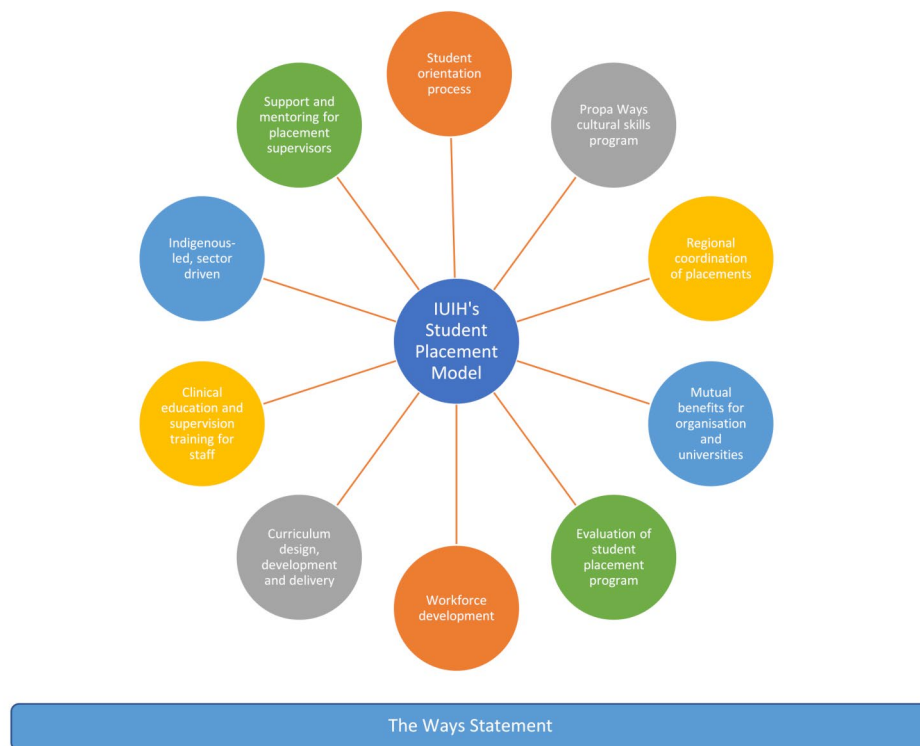 Student
orientation
process
Propa Ways
cultural skills
program
Regional
coordination
of placements
Mutual
benefits for
organisation
and
universities
Evaluation of
student
placement
program
Workforce
development
Curriculum
design,
development
and delivery
Clinical
education and
supervision
training for
staff
Indigenous-
led, sector
driven
Support and
mentoring for
placement
supervisors
IUIH's
Student
Placement
Model
The Ways Statement